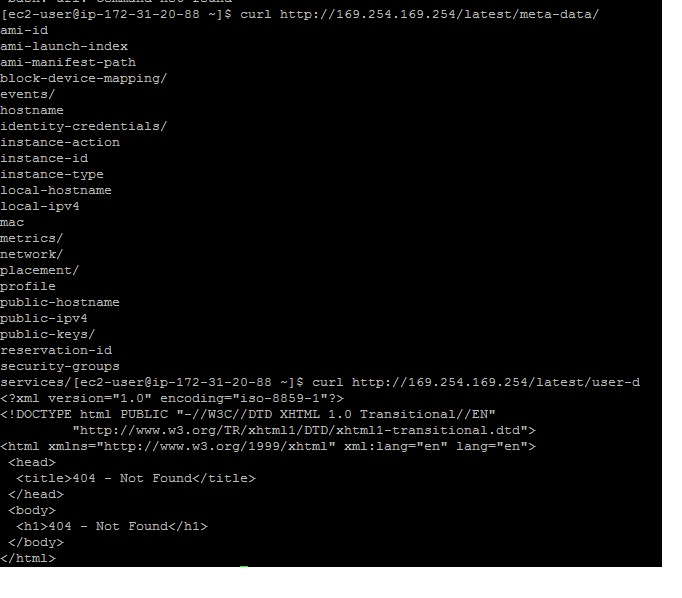 [ec2-user@ip-172-31-20-88 ~]$ curl http://169.254.169.254/latest/meta-data/
ami-id
ami-launch-index
ami-manifest-path
block-device-mapping/
events/
hostname
identity-credentials/
instance-action
instance-id
instance-type
local-hostname
local-ipv4
mac
metrics/
network/
placement/
profile
public-hostname
public-ipv4
public-keys/
reservation-id
security-groups
services/[ec2-user@ip-172-31-20-88 ~]$ curl http://169.254.169.254/latest/user-d
<?xml version="1.0" encoding="iso-8859-1"?>
<!DOCTYPE html PUBLIC "-//W3C//DTD XHTML 1.0 Transitional//EN"
         "http://www.w3.org/TR/xhtml1/DTD/xhtml1-transitional.dtd">
<html xmlns="http://www.w3.org/1999/xhtml" xml:lang="en" lang="en">
 <head>
  <title>404 - Not Found</title>
 </head>
 <body>
  <h1>404 - Not Found</h1>
 </body>
</html>